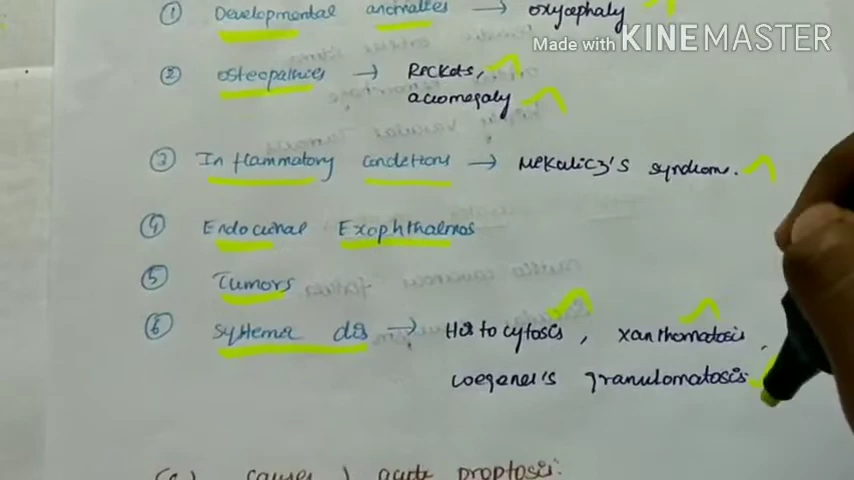 ① Developmental anomalies → oxycephaly
Made with KINEMASTER
② osteopathies → Rickets,
acromegaly
③ Inflammatory conditions → Mekulicz's syndrome.
④ Endocrinal Exophthalmos
⑤ Tumors
⑥ Systemic dis → Histocytosis, xanthomatosis,
Wegener's granulomatosis
causes ) acute proptosis: